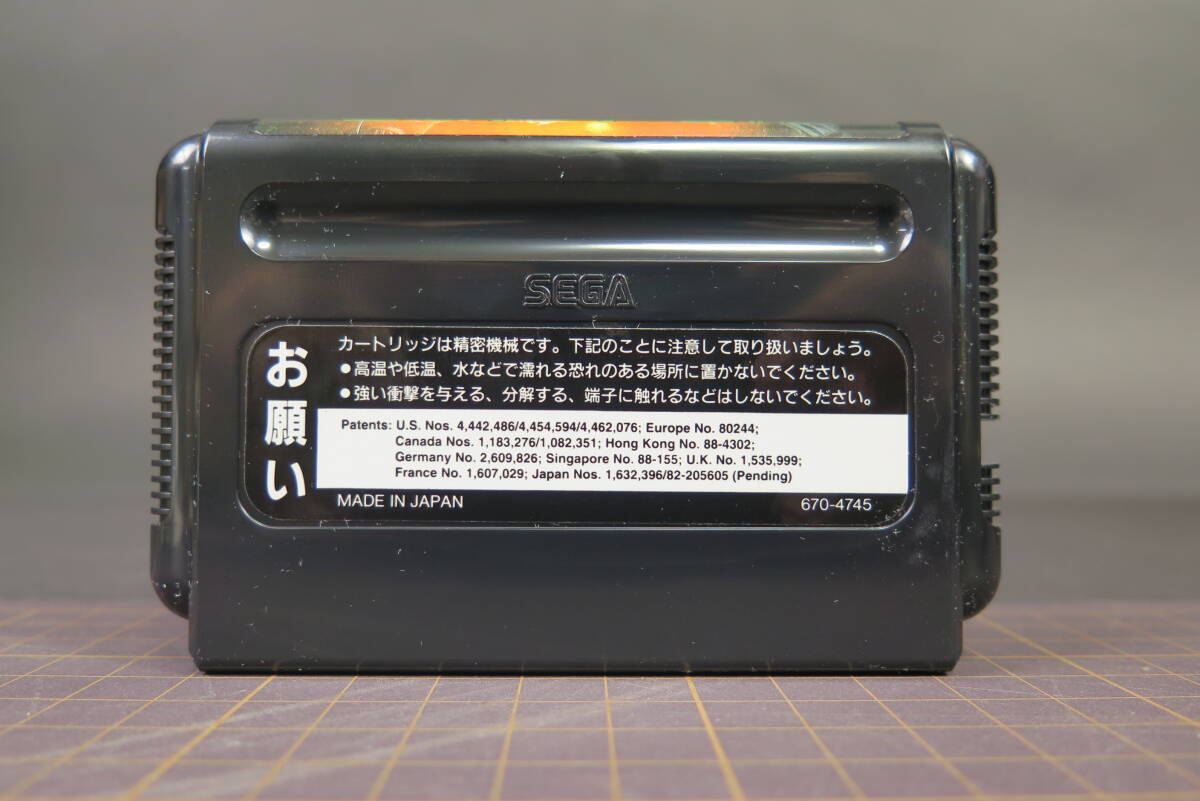 SEGA
お願い
カートリッジは精密機械です。下記のことに注意して取り扱いましょう。
●高温や低温、水などで濡れる恐れのある場所に置かないでください。
●強い衝撃を与える、分解する、端子に触れるなどはしないでください。
Patents: U.S. Nos. 4,442,486/4,454,594/4,462,076; Europe No. 80244;
Canada Nos. 1,183,276/1,082,351; Hong Kong No. 88-4302;
Germany No. 2,609,826; Singapore No. 88-155; U.K. No. 1,535,999;
France No. 1,607,029; Japan Nos. 1,632,396/82-205605 (Pending)
MADE IN JAPAN 670-4745